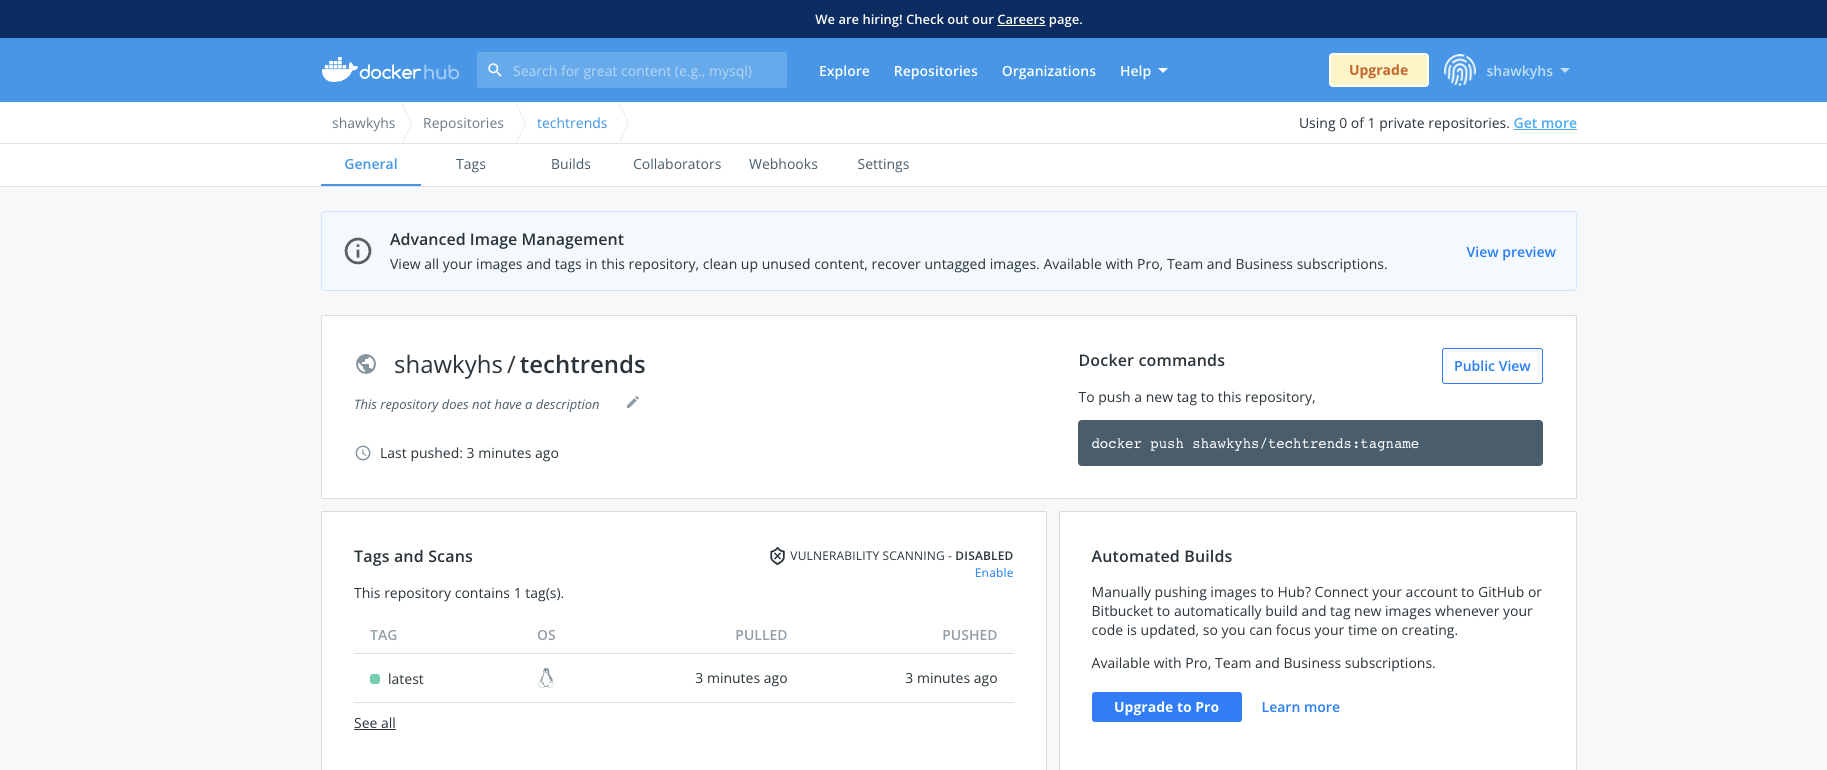 We are hiring! Check out our Careers page.
dockerhub Search for great content (e.g., mysql) Explore Repositories Organizations Help Upgrade shawkyhs
shawkyhs Repositories techtrends Using 0 of 1 private repositories. Get more
General Tags Builds Collaborators Webhooks Settings
Advanced Image Management
View all your images and tags in this repository, clean up unused content, recover untagged images. Available with Pro, Team and Business subscriptions.
View preview
shawkyhs / techtrends
This repository does not have a description
Last pushed: 3 minutes ago
Docker commands
Public View
To push a new tag to this repository,
docker push shawkyhs/techtrends:tagname
Tags and Scans
VULNERABILITY SCANNING - DISABLED
Enable
This repository contains 1 tag(s).
TAG OS PULLED PUSHED
latest 3 minutes ago 3 minutes ago
See all
Automated Builds
Manually pushing images to Hub? Connect your account to GitHub or
Bitbucket to automatically build and tag new images whenever your
code is updated, so you can focus your time on creating.
Available with Pro, Team and Business subscriptions.
Upgrade to Pro Learn more